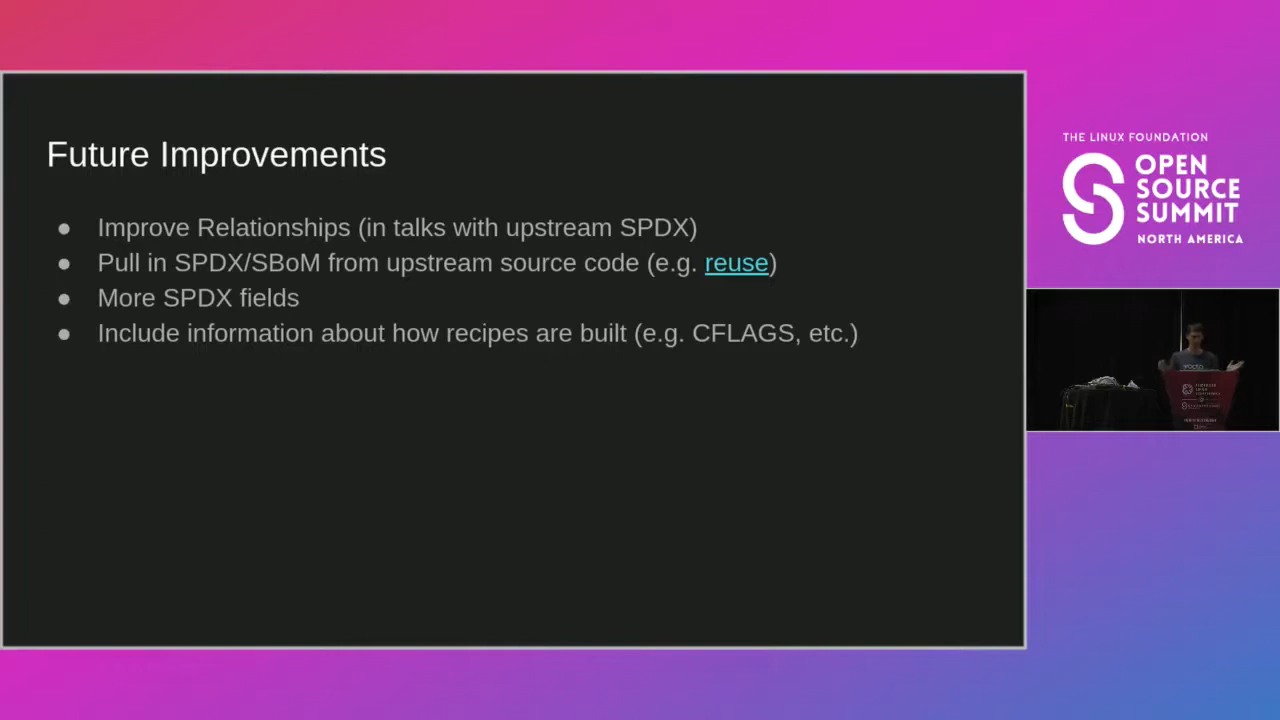 Future Improvements
● Improve Relationships (in talks with upstream SPDX)
● Pull in SPDX/SBoM from upstream source code (e.g. reuse)
● More SPDX fields
● Include information about how recipes are built (e.g. CFLAGS, etc.)
THE LINUX FOUNDATION
OPEN
SOURCE
SUMMIT
NORTH AMERICA
yocto